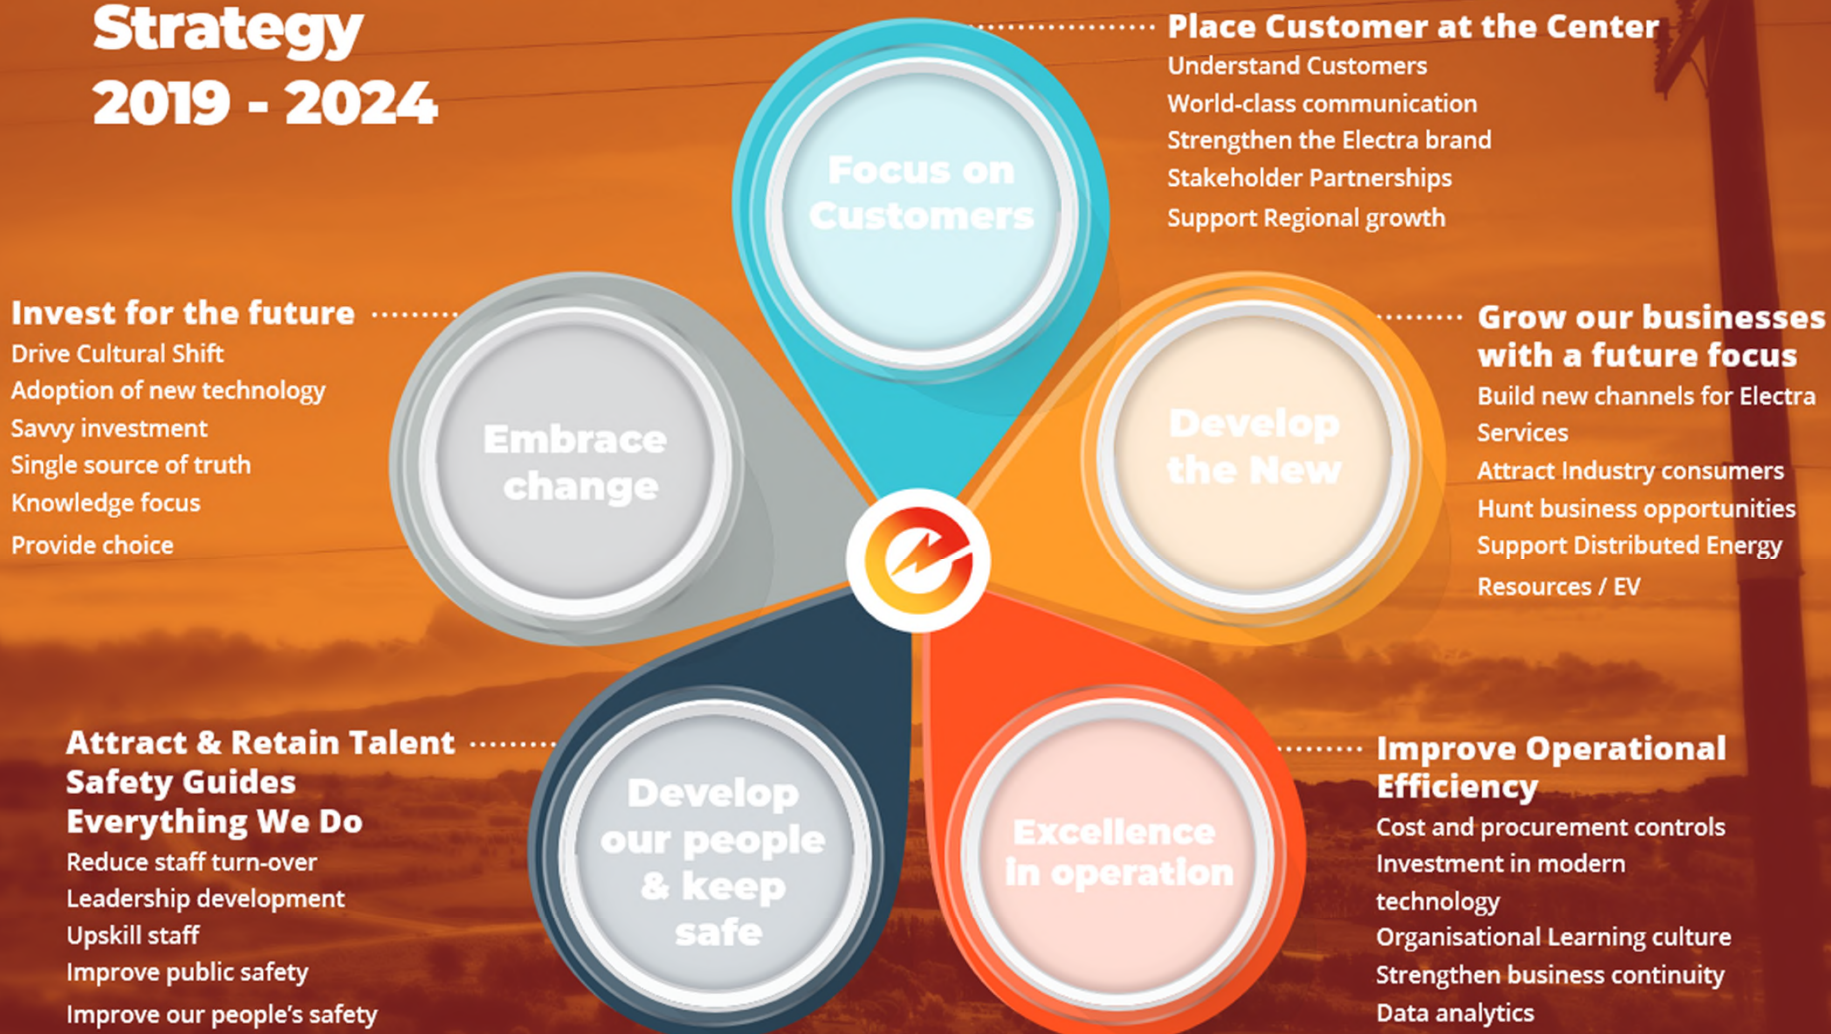 Strategy
2019 - 2024
Focus on
Customers
Place Customer at the Center
Understand Customers
World-class communication
Strengthen the Electra brand
Stakeholder Partnerships
Support Regional growth
Develop
the New
Grow our businesses
with a future focus
Build new channels for Electra
Services
Attract Industry consumers
Hunt business opportunities
Support Distributed Energy
Resources / EV
Excellence
in operation
Improve Operational
Efficiency
Cost and procurement controls
Investment in modern
technology
Organisational Learning culture
Strengthen business continuity
Data analytics
Develop
our people
& keep
safe
Attract & Retain Talent
Safety Guides
Everything We Do
Reduce staff turn-over
Leadership development
Upskill staff
Improve public safety
Improve our people's safety
Embrace
change
Invest for the future
Drive Cultural Shift
Adoption of new technology
Savvy investment
Single source of truth
Knowledge focus
Provide choice